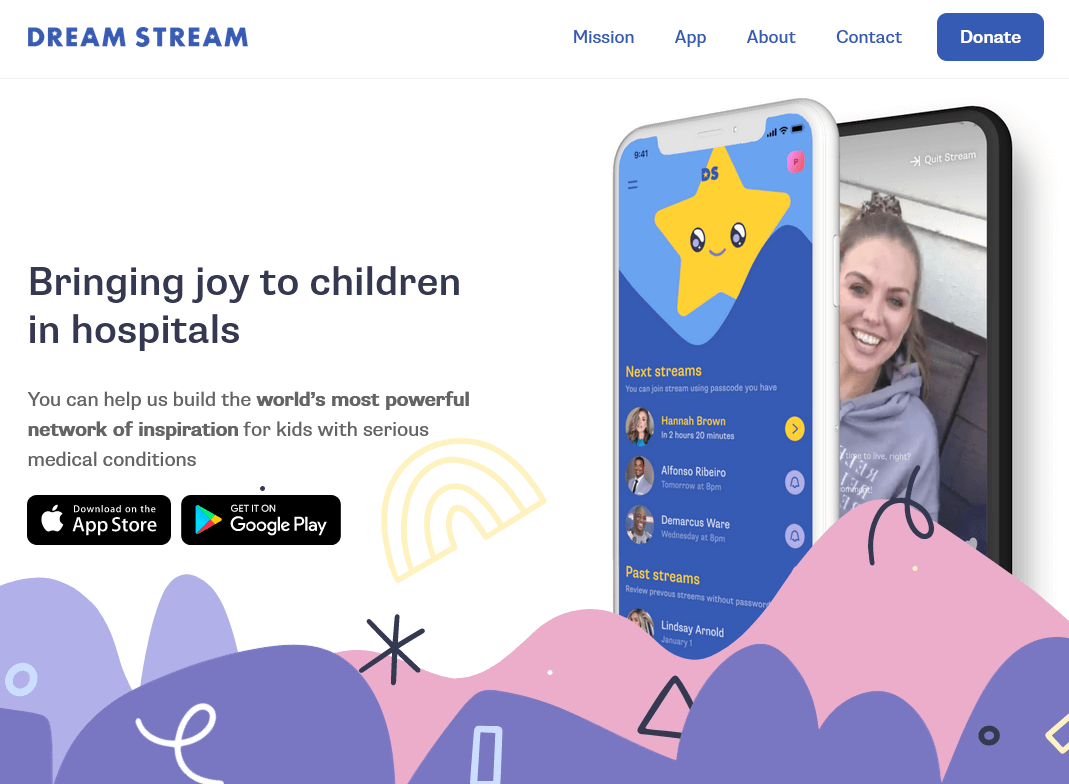 DREAM STREAM
Mission
App
About
Contact
Donate
Bringing joy to children
in hospitals
You can help us build the world's most powerful
network of inspiration for kids with serious
medical conditions
Download on the
App Store
GET IT ON
Google Play
9:41
DS
P
Next streams
You can join stream using passcode you have
Hannah Brown
In 2 hours 20 minutes
Alfonso Ribeiro
Tomorrow at 8pm
Demarcus Ware
Wednesday at 8pm
Past streams
Review prevous streems without password
Lindsay Arnold
January 1
Quit Stream
time to live, right?